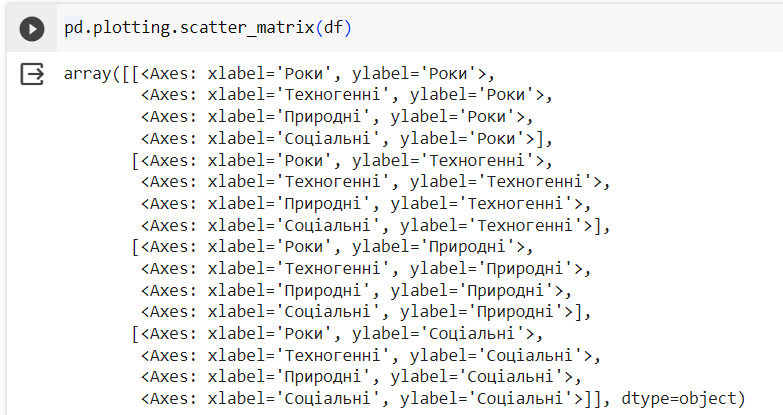 pd.plotting.scatter_matrix(df)
array([[<Axes: xlabel='Роки', ylabel='Роки'>,
<Axes: xlabel='Техногенні', ylabel='Роки'>,
<Axes: xlabel='Природні', ylabel='Роки'>,
<Axes: xlabel='Соціальні', ylabel='Роки'>],
[<Axes: xlabel='Роки', ylabel='Техногенні'>,
<Axes: xlabel='Техногенні', ylabel='Техногенні'>,
<Axes: xlabel='Природні', ylabel='Техногенні'>,
<Axes: xlabel='Соціальні', ylabel='Техногенні'>],
[<Axes: xlabel='Роки', ylabel='Природні'>,
<Axes: xlabel='Техногенні', ylabel='Природні'>,
<Axes: xlabel='Природні', ylabel='Природні'>,
<Axes: xlabel='Соціальні', ylabel='Природні'>],
[<Axes: xlabel='Роки', ylabel='Соціальні'>,
<Axes: xlabel='Техногенні', ylabel='Соціальні'>,
<Axes: xlabel='Природні', ylabel='Соціальні'>,
<Axes: xlabel='Соціальні', ylabel='Соціальні'>]], dtype=object)